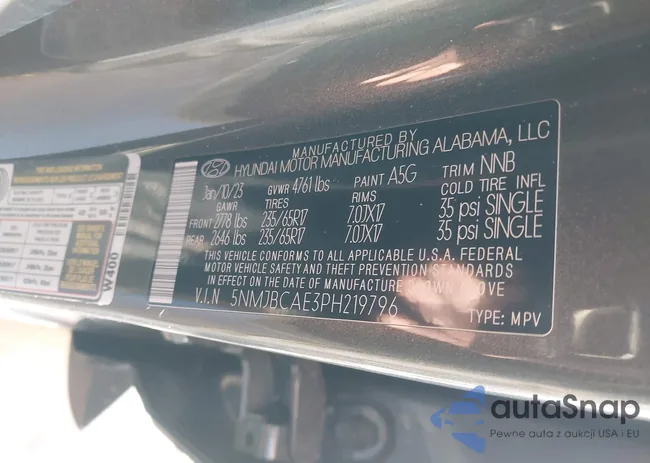 MANUFACTURED BY
HYUNDAI MOTOR MANUFACTURING ALABAMA, LLC
Jan/10/23 GVWR 4761 lbs PAINT A5G TRIM NNB
GAWR TIRES RIMS COLD TIRE INFL
FRONT 2778 lbs 235/65R17 7.0JX17 35 psi SINGLE
REAR 2646 lbs 235/65R17 7.0JX17 35 psi SINGLE
THIS VEHICLE CONFORMS TO ALL APPLICABLE U.S.A. FEDERAL
MOTOR VEHICLE SAFETY AND THEFT PREVENTION STANDARDS
IN EFFECT ON THE DATE OF MANUFACTURE SHOWN ABOVE
V.I.N 5NMJBCAE3PH219796
TYPE: MPV
W400
autaSnap
Pewne auta z aukcji USA i EU